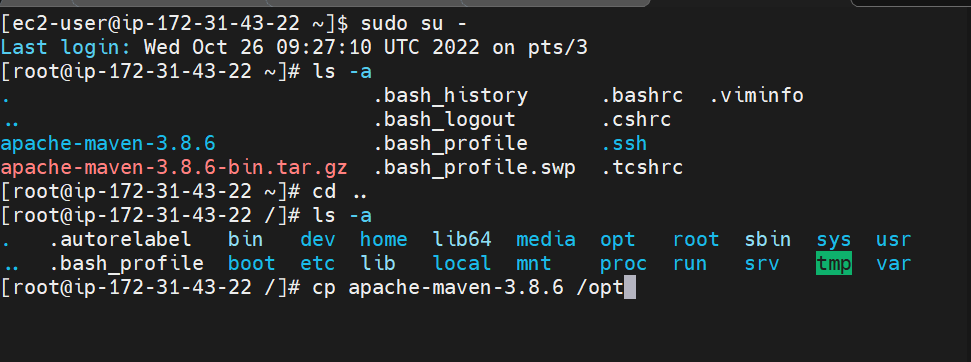 [ec2-user@ip-172-31-43-22 ~]$ sudo su -
Last login: Wed Oct 26 09:27:10 UTC 2022 on pts/3
[root@ip-172-31-43-22 ~]# ls -a
.                        .bash_history       .bashrc  .viminfo
..                       .bash_logout        .cshrc
apache-maven-3.8.6       .bash_profile       .ssh
apache-maven-3.8.6-bin.tar.gz  .bash_profile.swp  .tcshrc
[root@ip-172-31-43-22 ~]# cd ..
[root@ip-172-31-43-22 /]# ls -a
.   .autorelabel   bin   dev  home  lib64  media  opt   root  sbin  sys  usr
..  .bash_profile  boot  etc  lib   local  mnt    proc  run   srv   tmp  var
[root@ip-172-31-43-22 /]# cp apache-maven-3.8.6 /opt